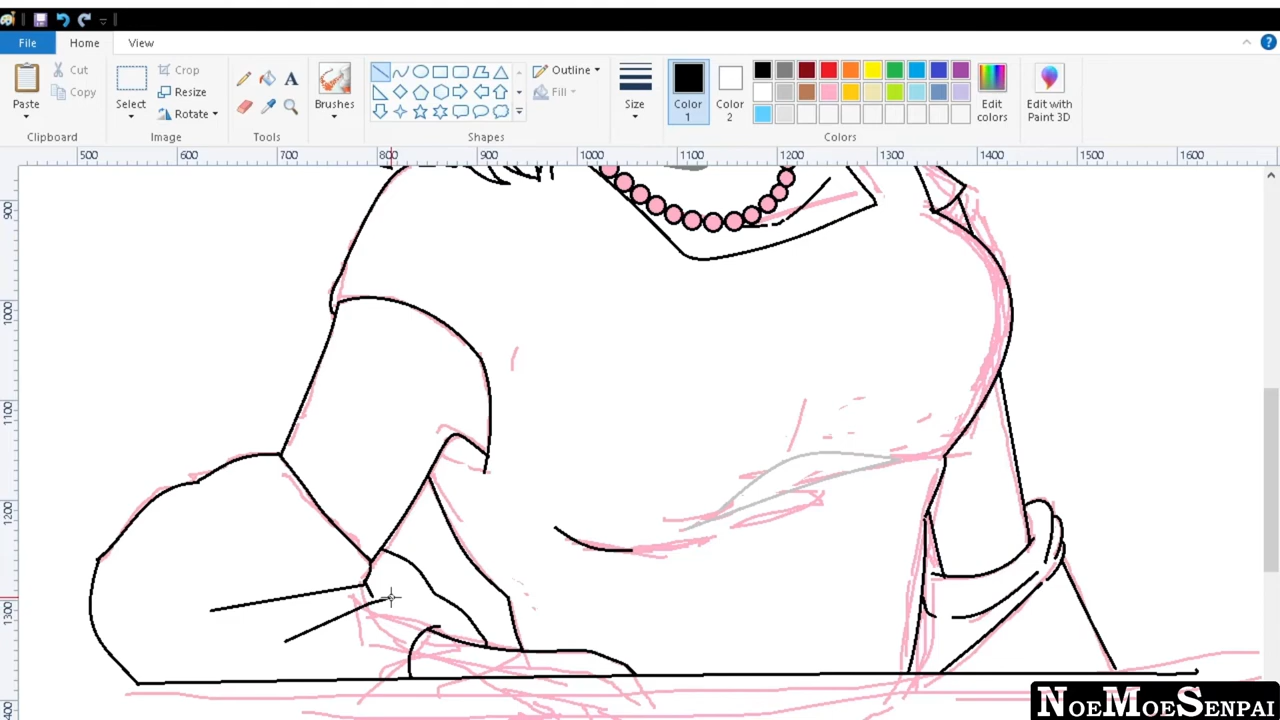 File Home View
Paste Cut Copy Clipboard
Select Crop Resize Rotate Image
Tools
Brushes
Shapes
Outline Fill
Size
Color 1 Color 2 Edit colors Colors
Edit with Paint 3D
500 600 700 800 900 1000 1100 1200 1300 1400 1500 1600
900
1000
1100
1200
1300
1400
NOEMOESENPAI